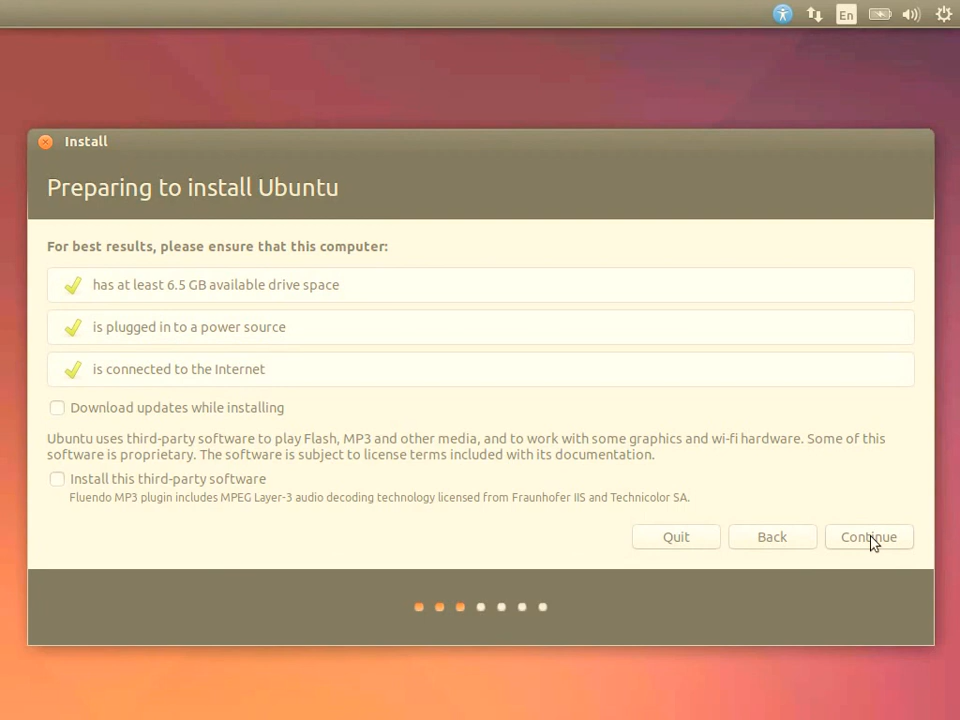 En
Install
Preparing to install Ubuntu
For best results, please ensure that this computer:
has at least 6.5 GB available drive space
is plugged in to a power source
is connected to the Internet
Download updates while installing
Ubuntu uses third-party software to play Flash, MP3 and other media, and to work with some graphics and wi-fi hardware. Some of this
software is proprietary. The software is subject to license terms included with its documentation.
Install this third-party software
Fluendo MP3 plugin includes MPEG Layer-3 audio decoding technology licensed from Fraunhofer IIS and Technicolor SA.
Quit Back Continue